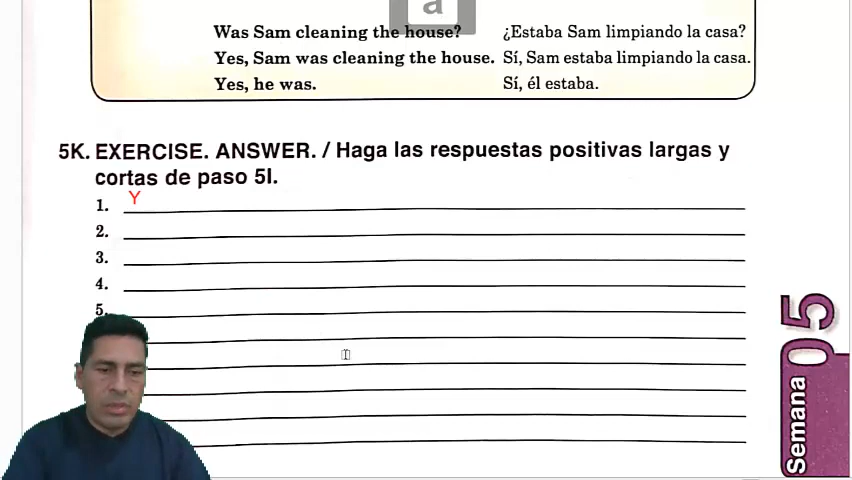 a
Was Sam cleaning the house? ¿Estaba Sam limpiando la casa?
Yes, Sam was cleaning the house. Sí, Sam estaba limpiando la casa.
Yes, he was. Sí, él estaba.
5K. EXERCISE. ANSWER. / Haga las respuestas positivas largas y
cortas de paso 5I.
1. Y
2.
3.
4.
5.
Semana 05